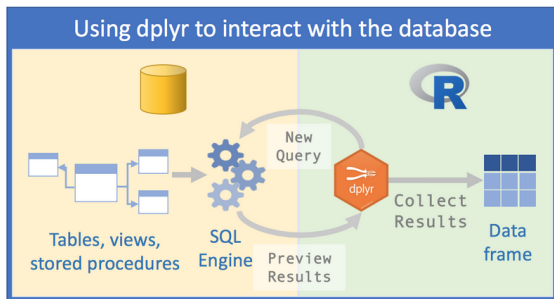 Using dplyr to interact with the database
R
New
Query
dplyr
Collect
Results
Tables, views,
stored procedures
SQL
Engine
Preview
Results
Data
frame